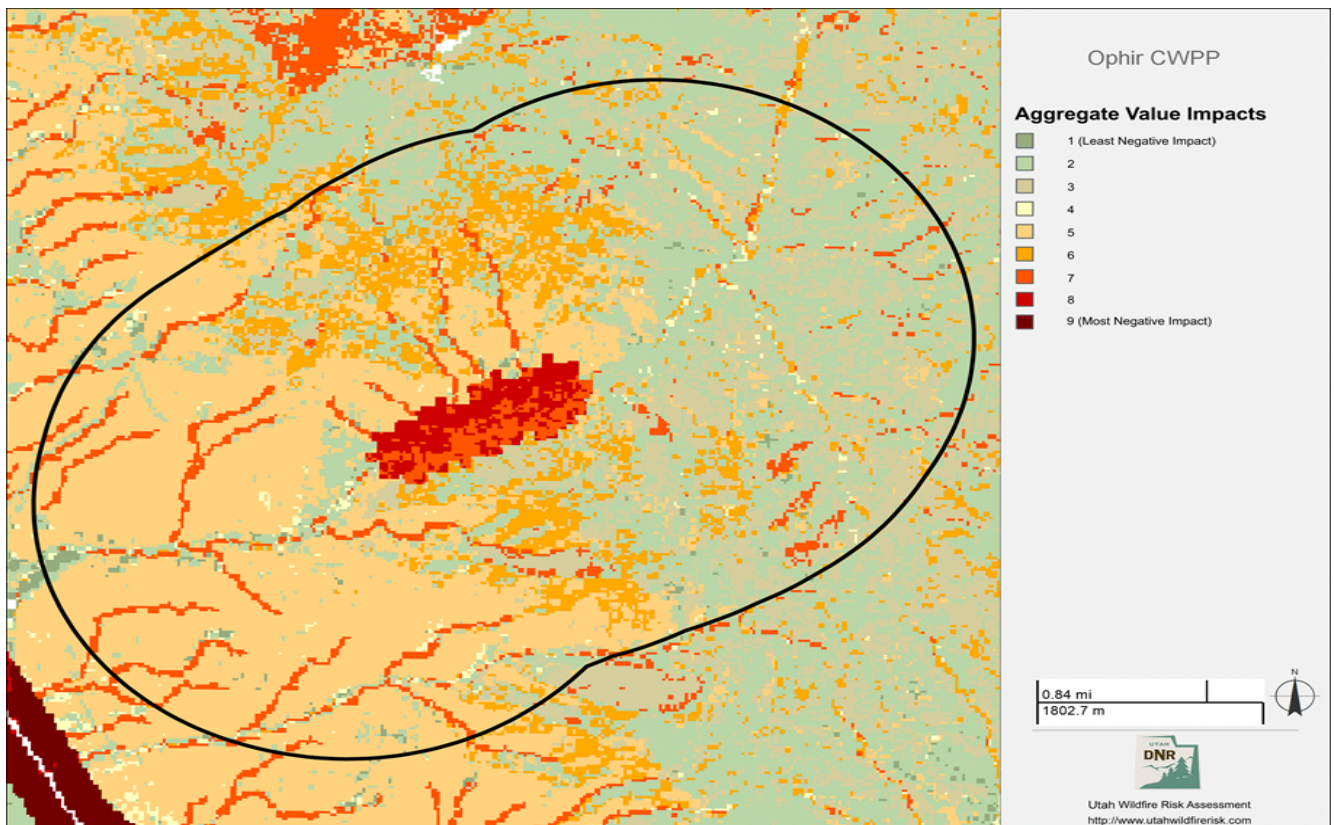 Ophir CWPP
Aggregate Value Impacts
1 (Least Negative Impact)
2
3
4
5
6
7
8
9 (Most Negative Impact)
N
0.84 mi
1802.7 m
UTAH
DNR
Utah Wildfire Risk Assessment
http://www.utahwildfirerisk.com